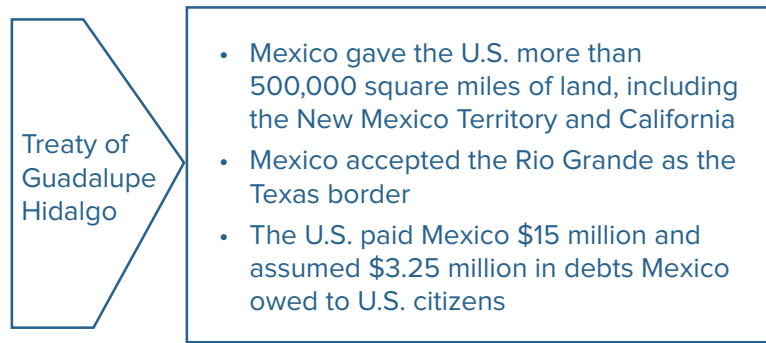 Treaty of
Guadalupe
Hidalgo
• Mexico gave the U.S. more than
500,000 square miles of land, including
the New Mexico Territory and California
• Mexico accepted the Rio Grande as the
Texas border
• The U.S. paid Mexico $15 million and
assumed $3.25 million in debts Mexico
owed to U.S. citizens